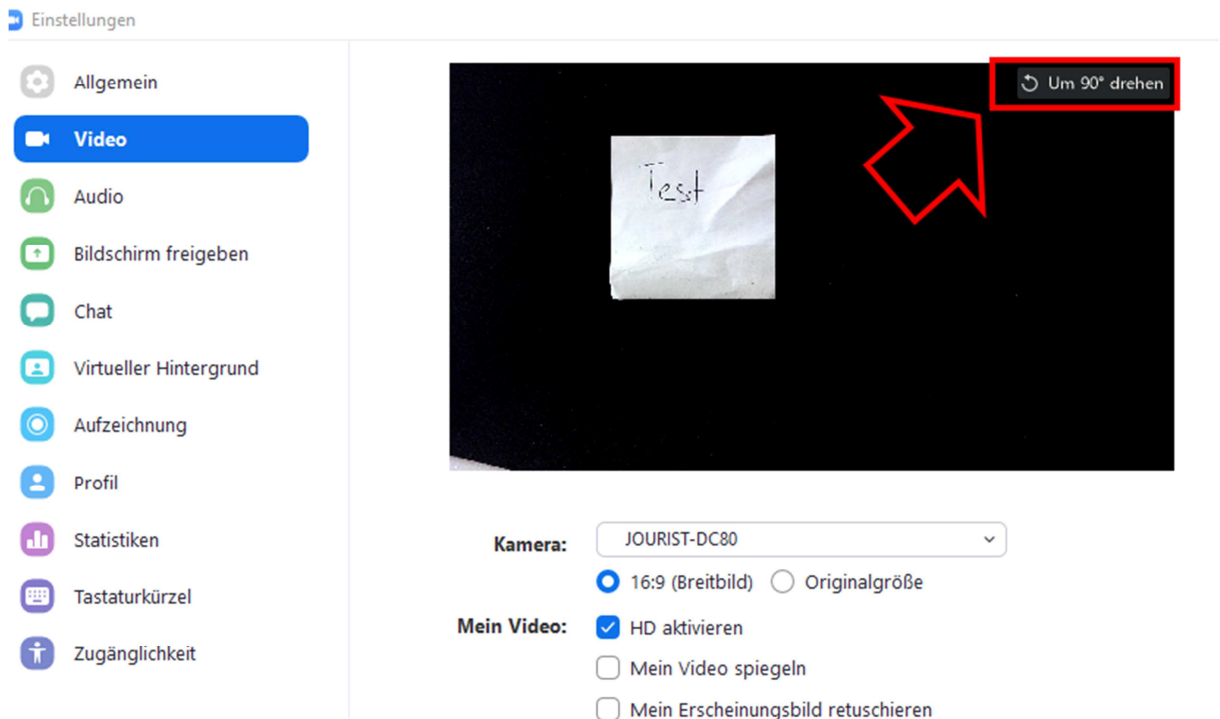 Einstellungen
Allgemein
Video
Audio
Bildschirm freigeben
Chat
Virtueller Hintergrund
Aufzeichnung
Profil
Statistiken
Tastaturkürzel
Zugänglichkeit
Um 90° drehen
Test
Kamera: JOURIST-DC80
16:9 (Breitbild) Originalgröße
Mein Video: HD aktivieren
Mein Video spiegeln
Mein Erscheinungsbild retuschieren